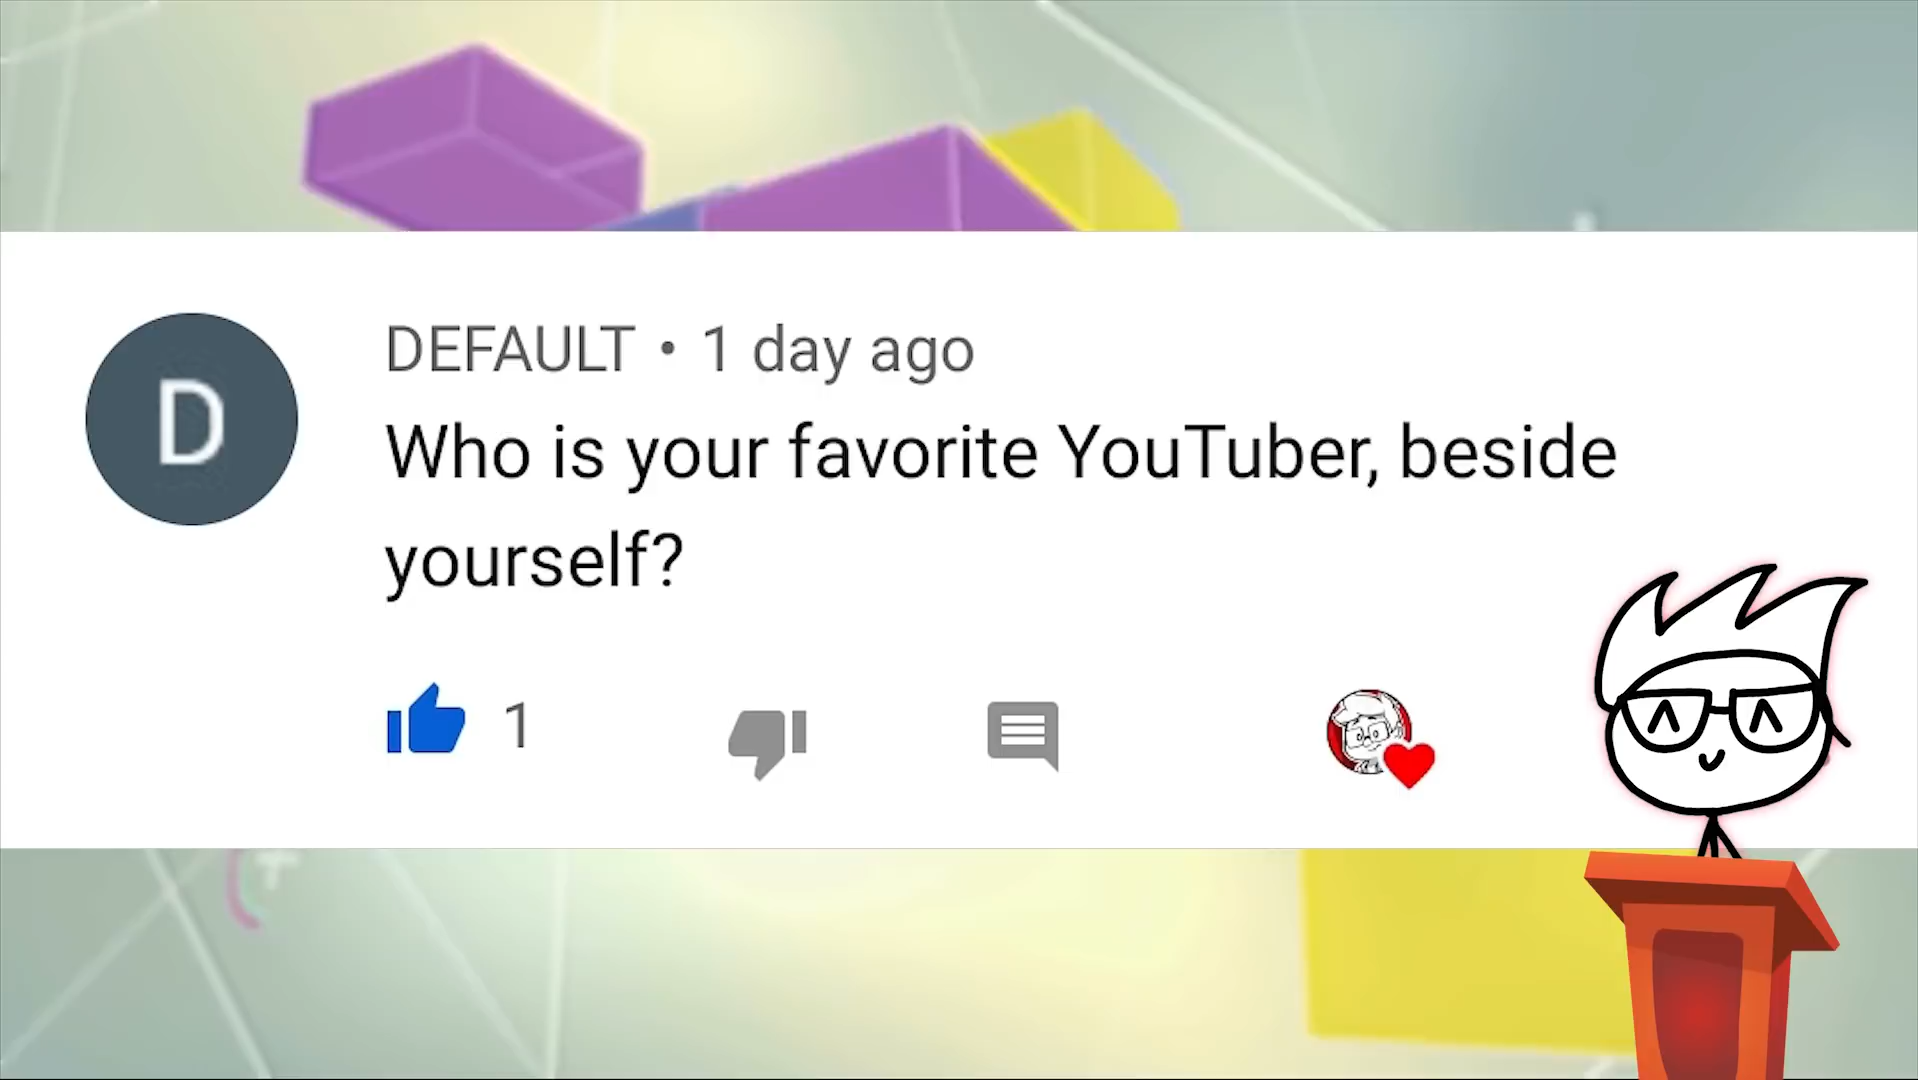 D
DEFAULT • 1 day ago
Who is your favorite YouTuber, beside
yourself?
1